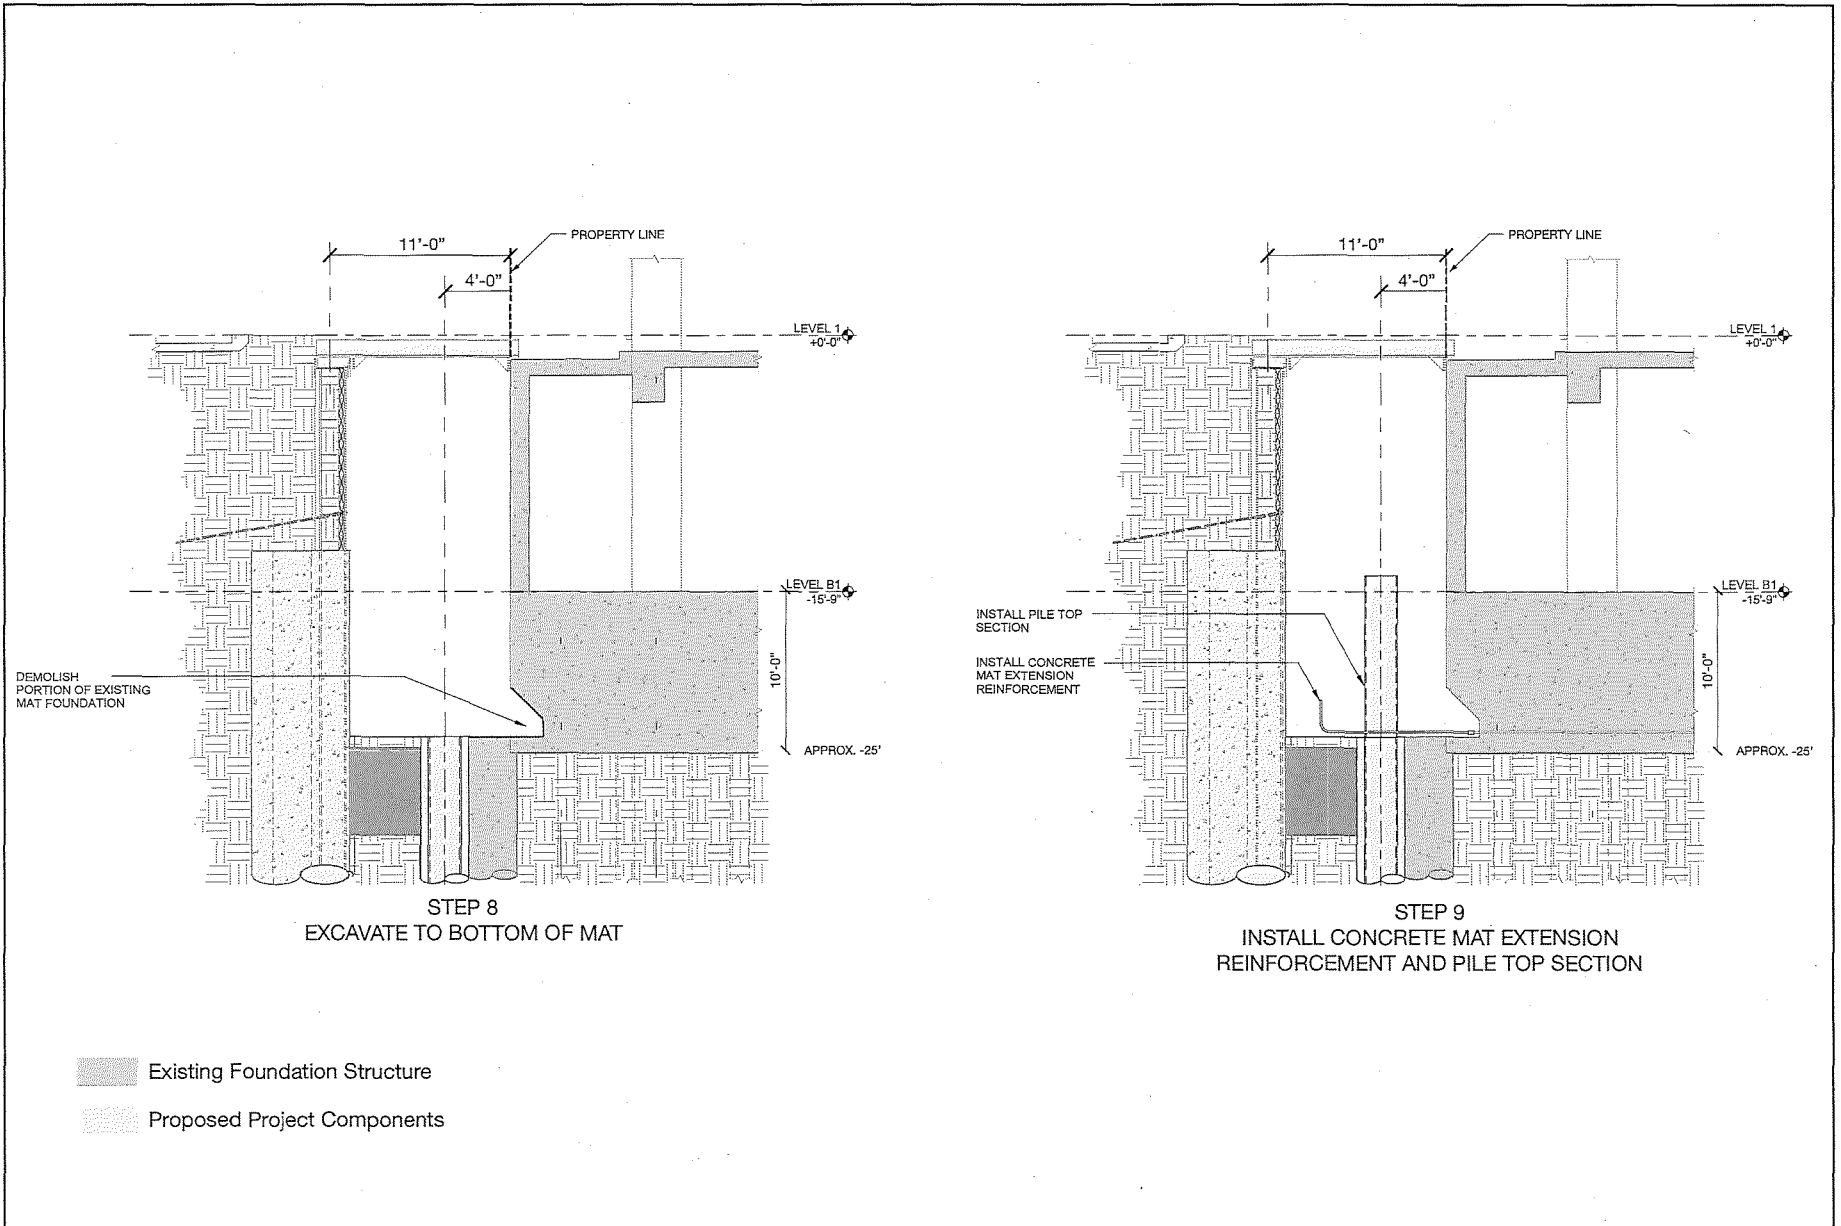 11'-0"
PROPERTY LINE
4'-0"
LEVEL 1
+0'-0"
LEVEL B1
-15'-9"
DEMOLISH
PORTION OF EXISTING
MAT FOUNDATION
10'-0"
APPROX. -25'
STEP 8
EXCAVATE TO BOTTOM OF MAT
11'-0"
PROPERTY LINE
4'-0"
LEVEL 1
+0'-0"
LEVEL B1
-15'-9"
INSTALL PILE TOP
SECTION
INSTALL CONCRETE
MAT EXTENSION
REINFORCEMENT
10'-0"
APPROX. -25'
STEP 9
INSTALL CONCRETE MAT EXTENSION
REINFORCEMENT AND PILE TOP SECTION
Existing Foundation Structure
Proposed Project Components